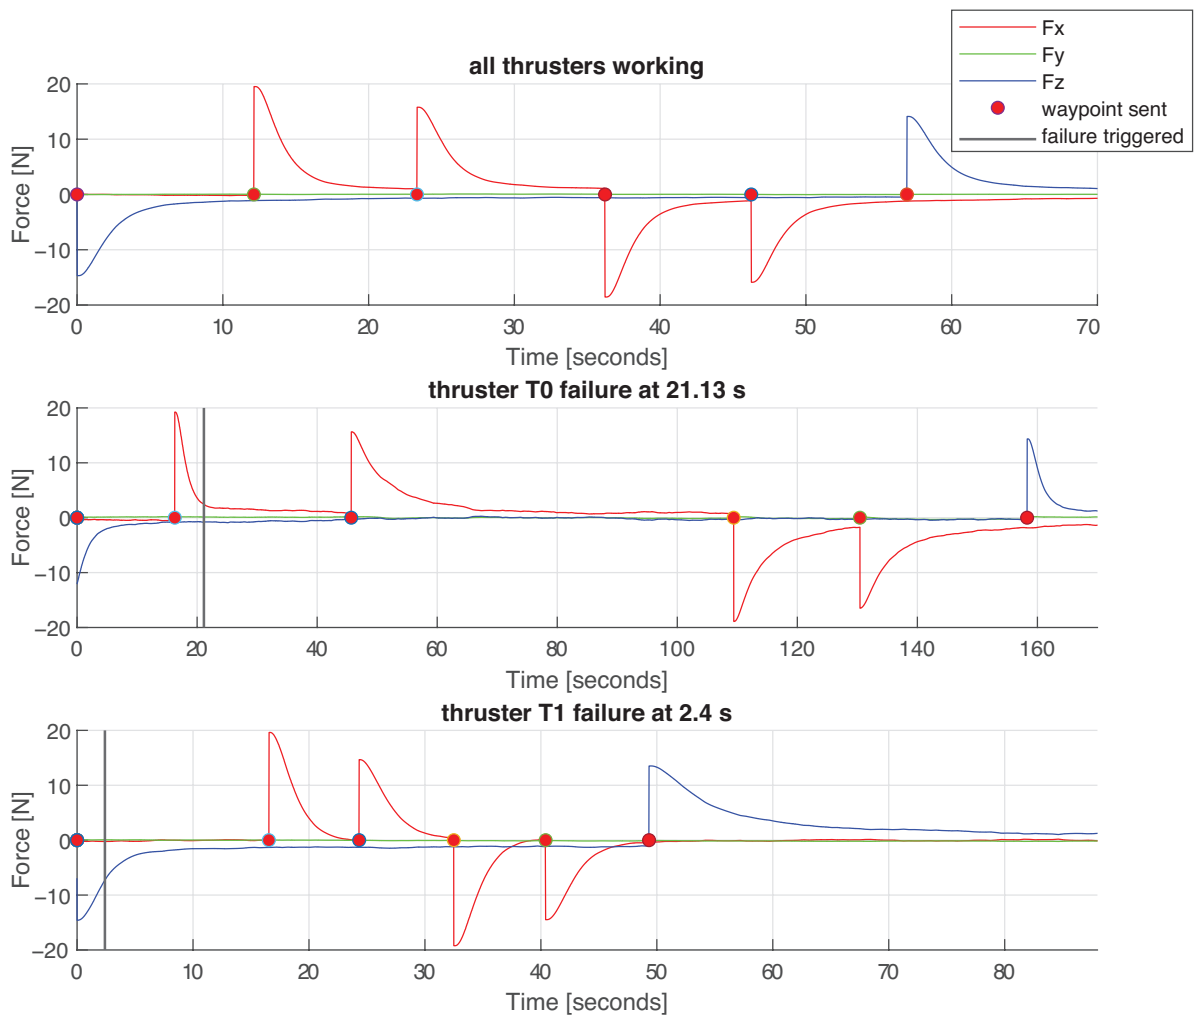 Fx
Fy
Fz
waypoint sent
failure triggered
all thrusters working
20
10
0
−10
−20
Force [N]
0 10 20 30 40 50 60 70
Time [seconds]
thruster T0 failure at 21.13 s
20
10
0
−10
−20
Force [N]
0 20 40 60 80 100 120 140 160
Time [seconds]
thruster T1 failure at 2.4 s
20
10
0
−10
−20
Force [N]
0 10 20 30 40 50 60 70 80
Time [seconds]